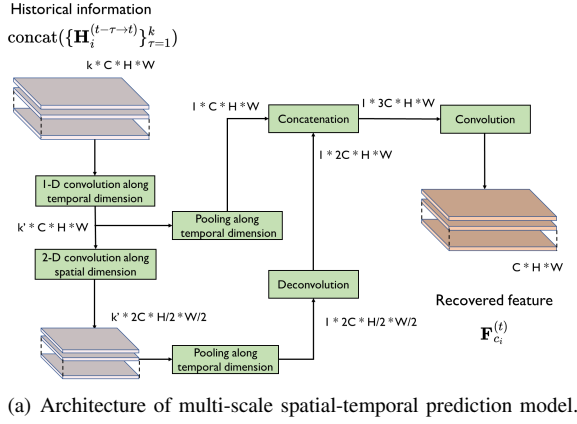 Historical information
concat({H_i^{(t−τ→t)}}_{τ=1}^k)
k * C * H * W
1-D convolution along
temporal dimension
k' * C * H * W
2-D convolution along
spatial dimension
k' * 2C * H/2 * W/2
Pooling along
temporal dimension
1 * C * H * W
Pooling along
temporal dimension
1 * 2C * H/2 * W/2
Deconvolution
1 * 2C * H * W
Concatenation
1 * 3C * H * W
Convolution
C * H * W
Recovered feature
F_{c_i}^{(t)}
(a) Architecture of multi-scale spatial-temporal prediction model.